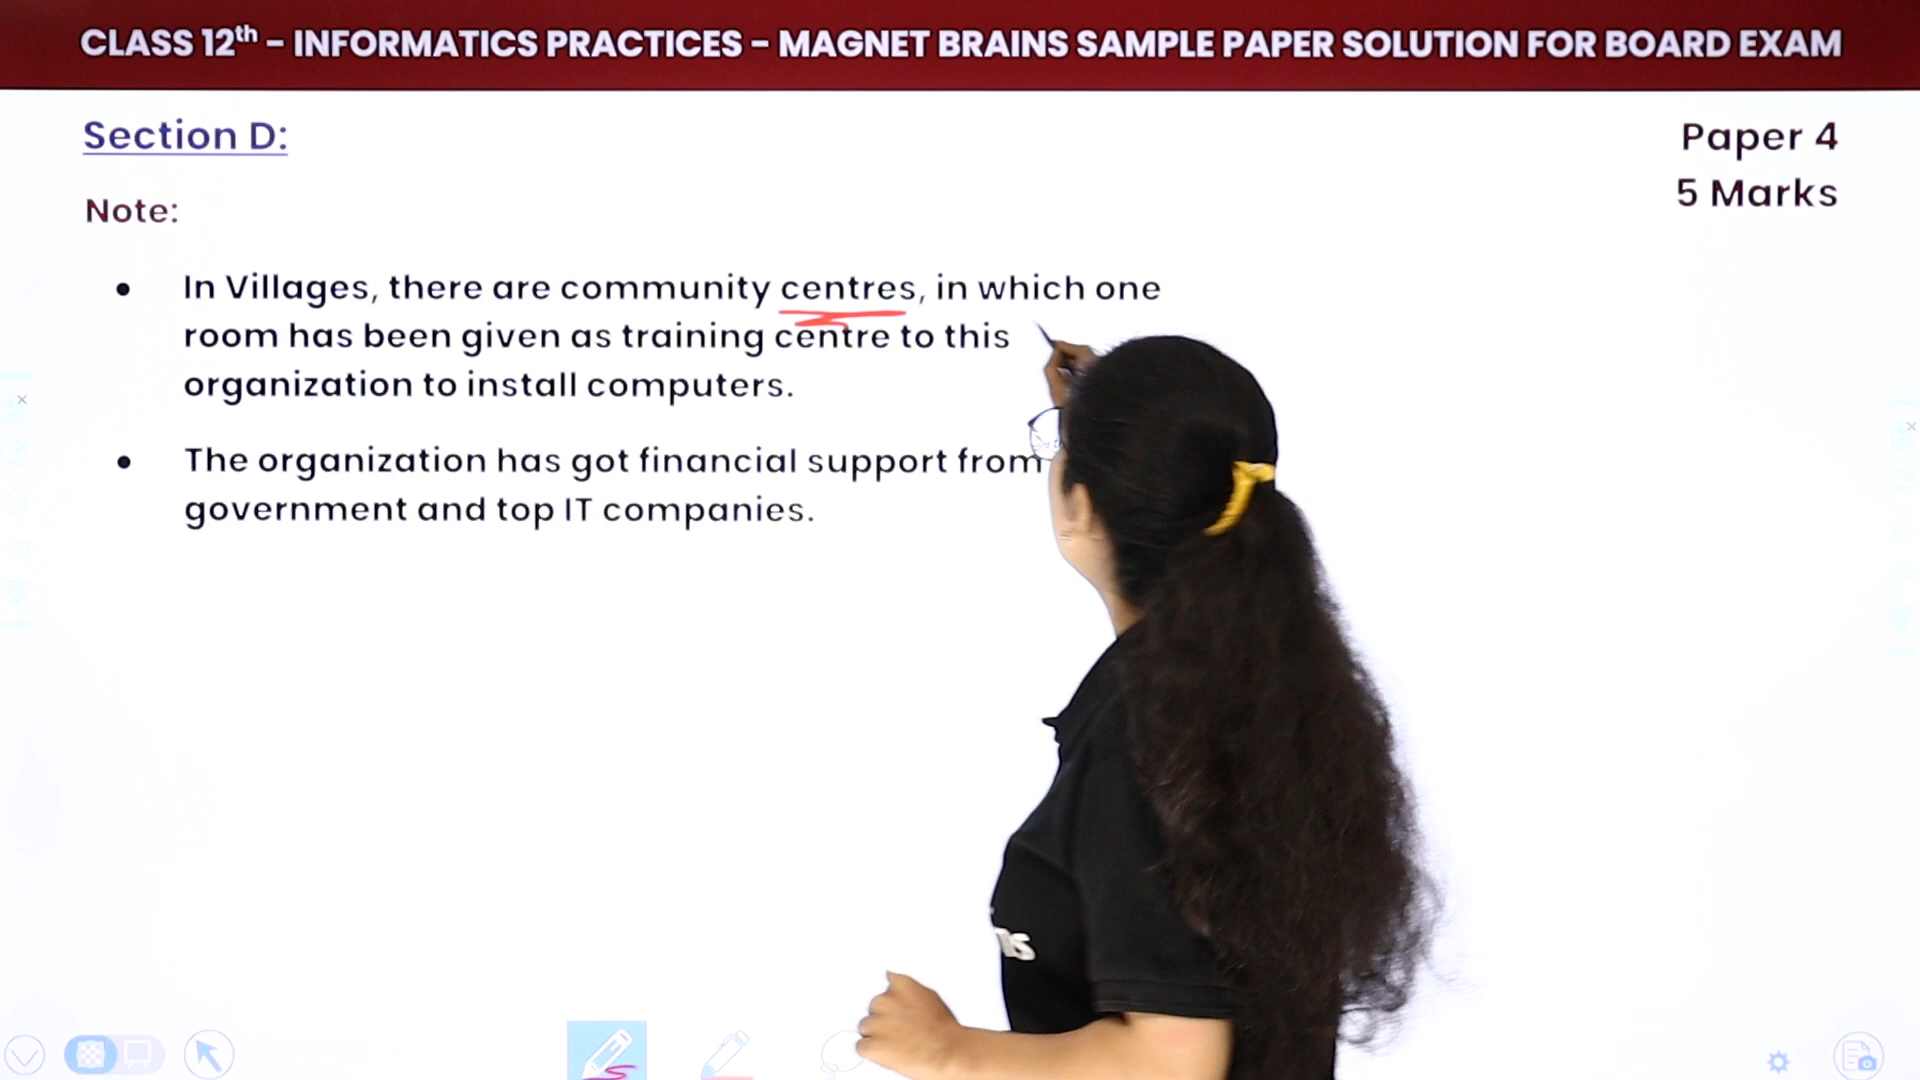 CLASS 12th - INFORMATICS PRACTICES - MAGNET BRAINS SAMPLE PAPER SOLUTION FOR BOARD EXAM
Section D:
Paper 4
5 Marks
Note:
• In Villages, there are community centres, in which one
room has been given as training centre to this
organization to install computers.
• The organization has got financial support from
government and top IT companies.